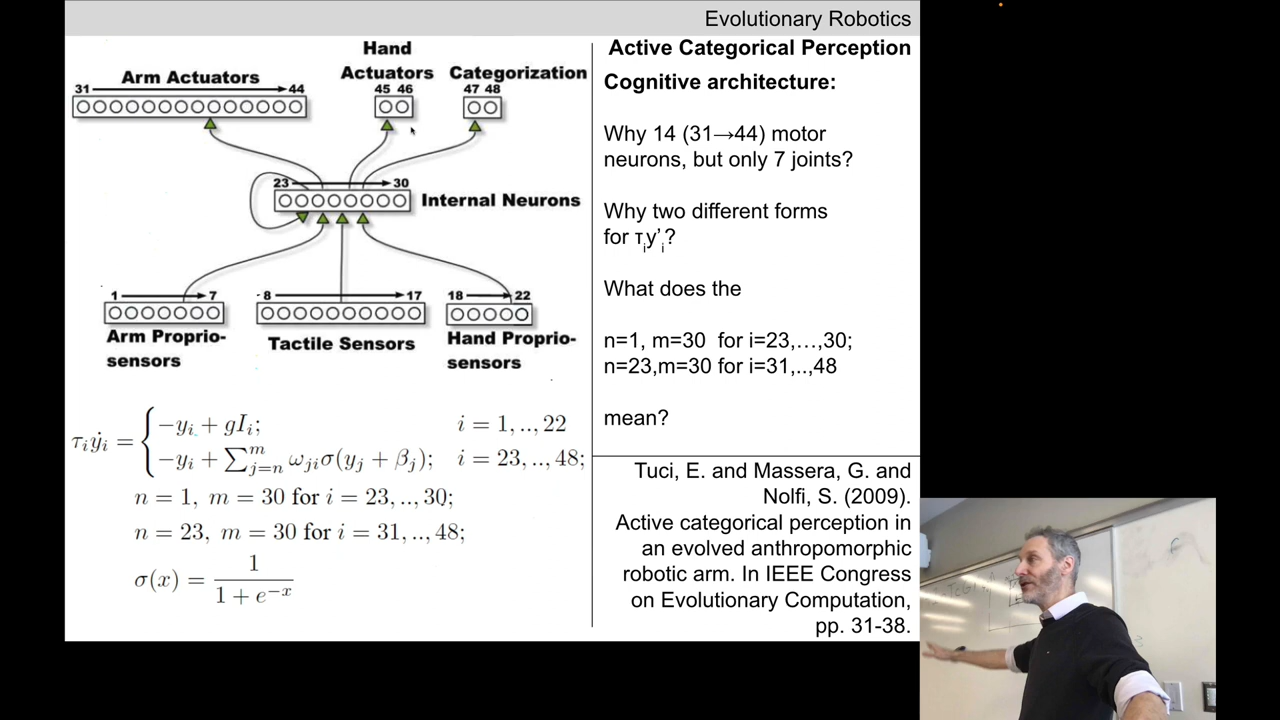 Evolutionary Robotics
Hand
Arm Actuators
Actuators Categorization
31 44
45 46
47 48
23 30
Internal Neurons
1 7
8 17
18 22
Arm Proprio-
sensors
Tactile Sensors
Hand Proprio-
sensors
τᵢẏᵢ = { −yᵢ + gIᵢ; i = 1, .., 22
−yᵢ + ∑ᵐⱼ₌ₙ ωⱼᵢσ(yⱼ + βⱼ); i = 23, .., 48;
n = 1, m = 30 for i = 23, .., 30;
n = 23, m = 30 for i = 31, .., 48;
σ(x) = 1 / (1 + e⁻ˣ)
Active Categorical Perception
Cognitive architecture:
Why 14 (31→44) motor
neurons, but only 7 joints?
Why two different forms
for τᵢy'ᵢ?
What does the
n=1, m=30 for i=23,…,30;
n=23,m=30 for i=31,..,48
mean?
Tuci, E. and Massera, G. and
Nolfi, S. (2009).
Active categorical perception in
an evolved anthropomorphic
robotic arm. In IEEE Congress
on Evolutionary Computation,
pp. 31-38.